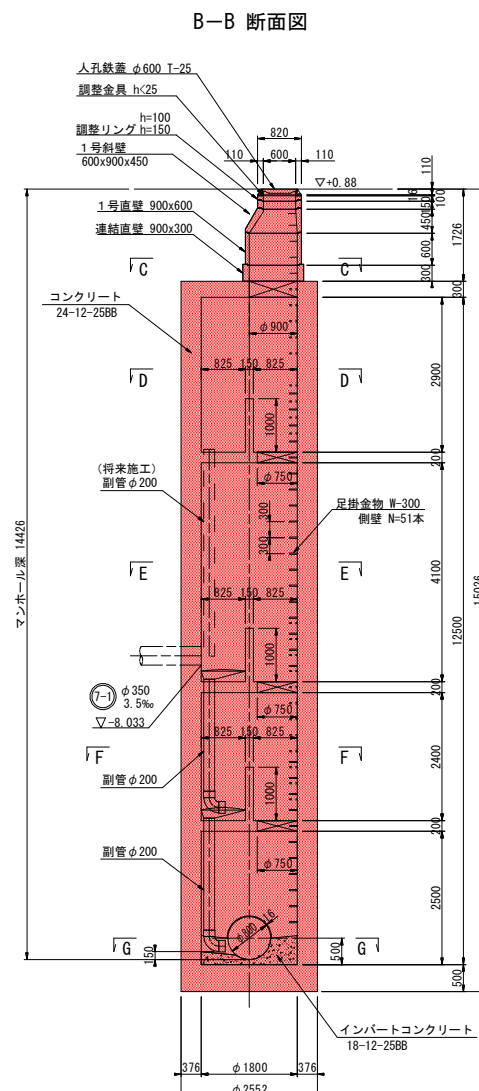 B－B 断面図
人孔鉄蓋 φ600 T-25
調整金具 h<25
h=100
調整リング h=150
1号斜壁
600x900x450
820
110 600 110
▽+0.88
110
16
100
150
450
600
300
1726
1号直壁 900x600
連結直壁 900x300
C C
300
コンクリート
24-12-25BB
φ900
825 150 825
D D
2900
1000
200
(将来施工)
副管φ200
φ750
足掛金物 W-300
側壁 N=51本
300
300
マンホール深 14426
E E
4100
12500
15026
825 150 825
1000
200
7-1 φ350
3.5‰
▽-8.033
φ750
825 150 825
F F
2400
副管φ200
1000
200
副管φ200
φ750
2500
φ800 16
G G
150
500
500
インバートコンクリート
18-12-25BB
376 φ1800 376
φ2552